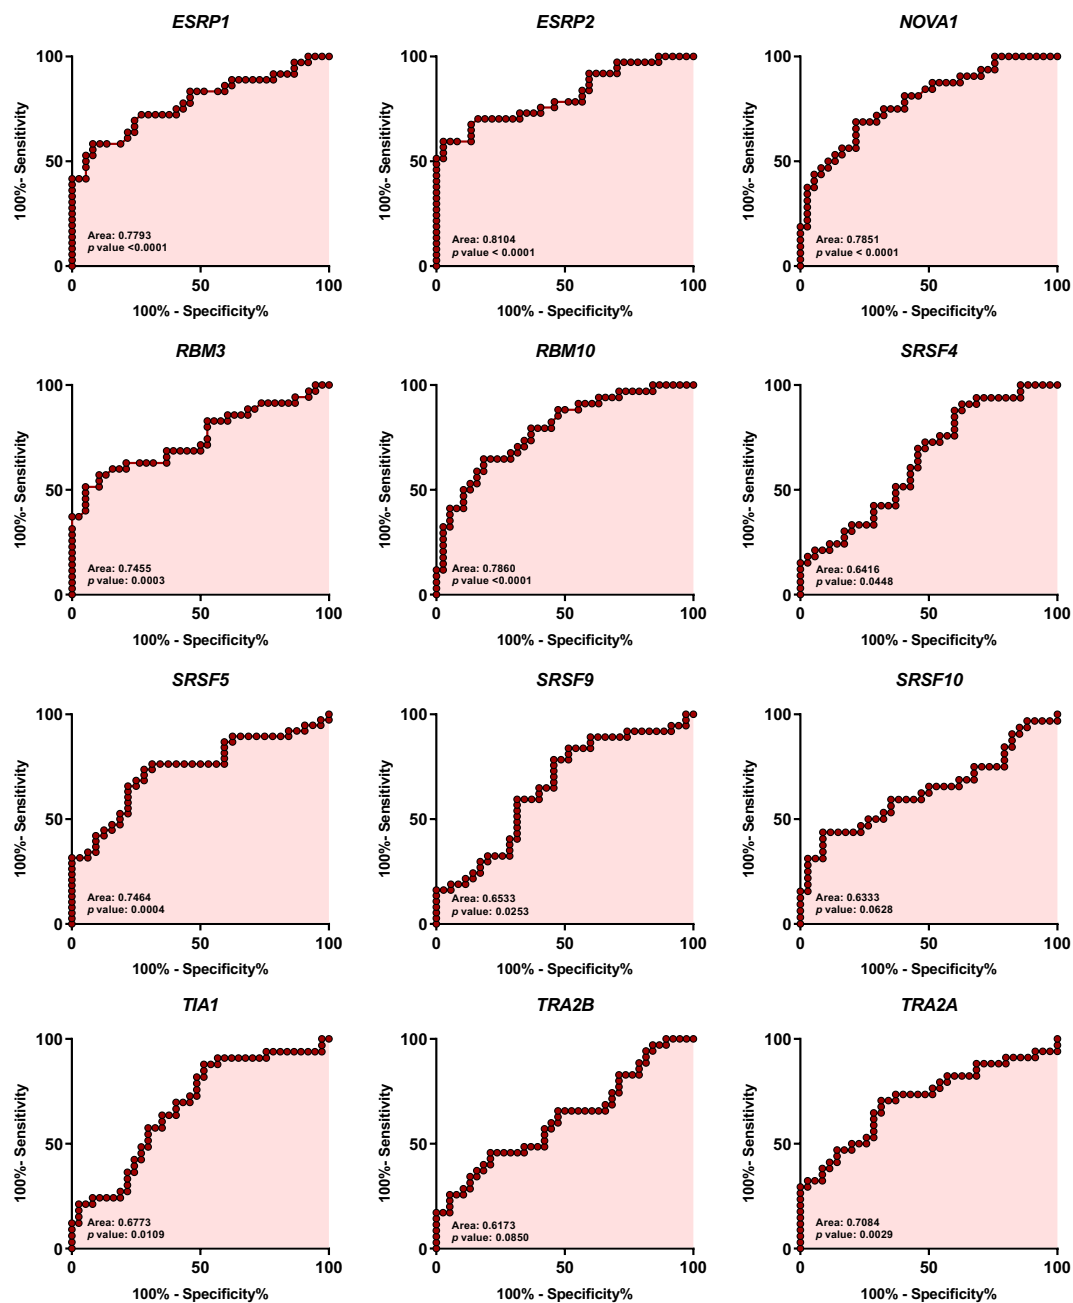 ESRP1
100%- Sensitivity
100
50
0
Area: 0.7793
p value <0.0001
0 50 100
100% - Specificity%
ESRP2
100%- Sensitivity
100
50
0
Area: 0.8104
p value < 0.0001
0 50 100
100% - Specificity%
NOVA1
100%- Sensitivity
100
50
0
Area: 0.7851
p value < 0.0001
0 50 100
100% - Specificity%
RBM3
100%- Sensitivity
100
50
0
Area: 0.7455
p value: 0.0003
0 50 100
100% - Specificity%
RBM10
100%- Sensitivity
100
50
0
Area: 0.7860
p value <0.0001
0 50 100
100% - Specificity%
SRSF4
100%- Sensitivity
100
50
0
Area: 0.6416
p value: 0.0448
0 50 100
100% - Specificity%
SRSF5
100%- Sensitivity
100
50
0
Area: 0.7464
p value: 0.0004
0 50 100
100% - Specificity%
SRSF9
100%- Sensitivity
100
50
0
Area: 0.6533
p value: 0.0253
0 50 100
100% - Specificity%
SRSF10
100%- Sensitivity
100
50
0
Area: 0.6333
p value: 0.0628
0 50 100
100% - Specificity%
TIA1
100%- Sensitivity
100
50
0
Area: 0.6773
p value: 0.0109
0 50 100
100% - Specificity%
TRA2B
100%- Sensitivity
100
50
0
Area: 0.6173
p value: 0.0850
0 50 100
100% - Specificity%
TRA2A
100%- Sensitivity
100
50
0
Area: 0.7084
p value: 0.0029
0 50 100
100% - Specificity%